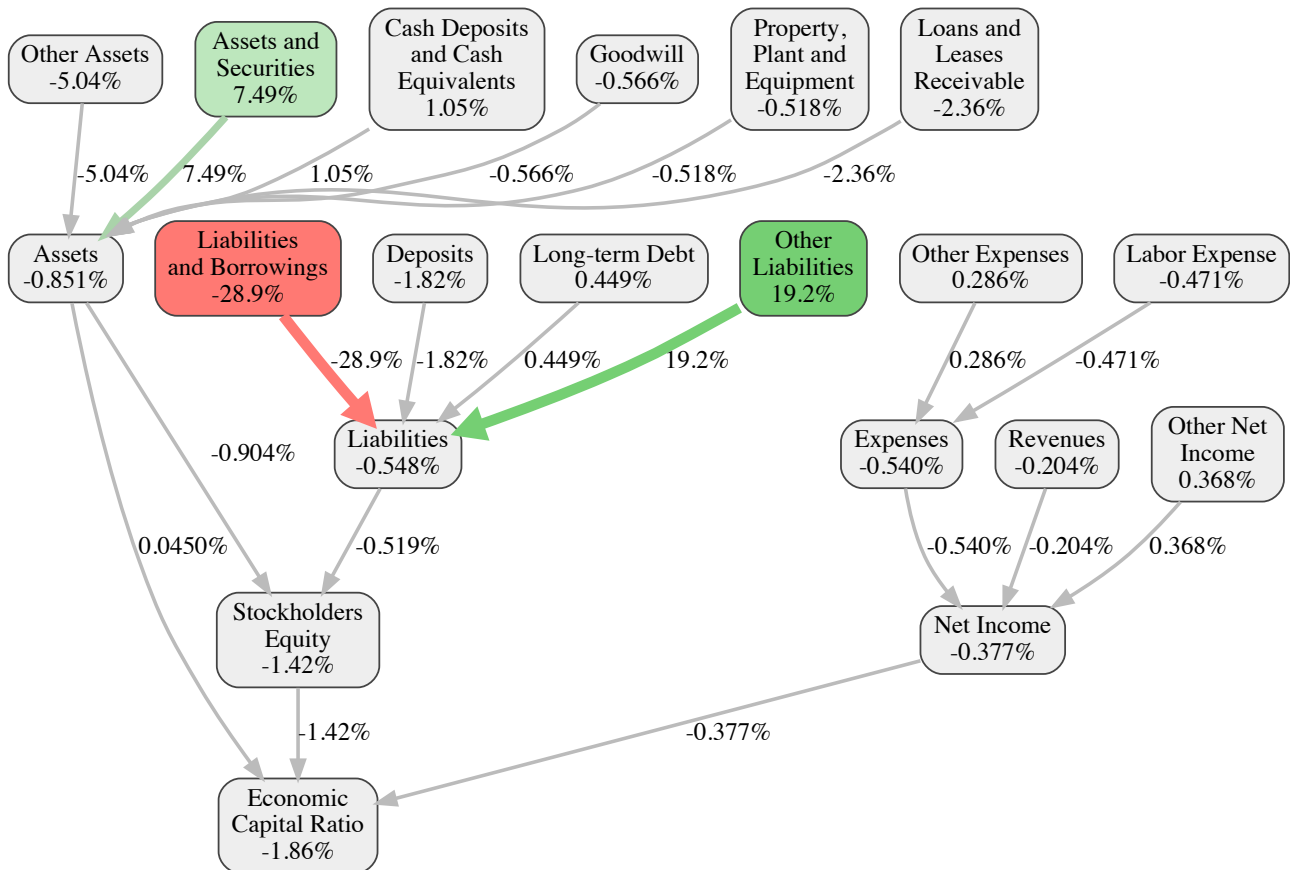 Other Assets
-5.04%
Assets and
Securities
7.49%
Cash Deposits
and Cash
Equivalents
1.05%
Goodwill
-0.566%
Property,
Plant and
Equipment
-0.518%
Loans and
Leases
Receivable
-2.36%
-5.04%
7.49%
1.05%
-0.566%
-0.518%
-2.36%
Assets
-0.851%
Liabilities
and Borrowings
-28.9%
Deposits
-1.82%
Long-term Debt
0.449%
Other
Liabilities
19.2%
Other Expenses
0.286%
Labor Expense
-0.471%
-28.9%
-1.82%
0.449%
19.2%
0.286%
-0.471%
-0.904%
Liabilities
-0.548%
Expenses
-0.540%
Revenues
-0.204%
Other Net
Income
0.368%
0.0450%
-0.519%
-0.540%
-0.204%
0.368%
Stockholders
Equity
-1.42%
Net Income
-0.377%
-1.42%
-0.377%
Economic
Capital Ratio
-1.86%